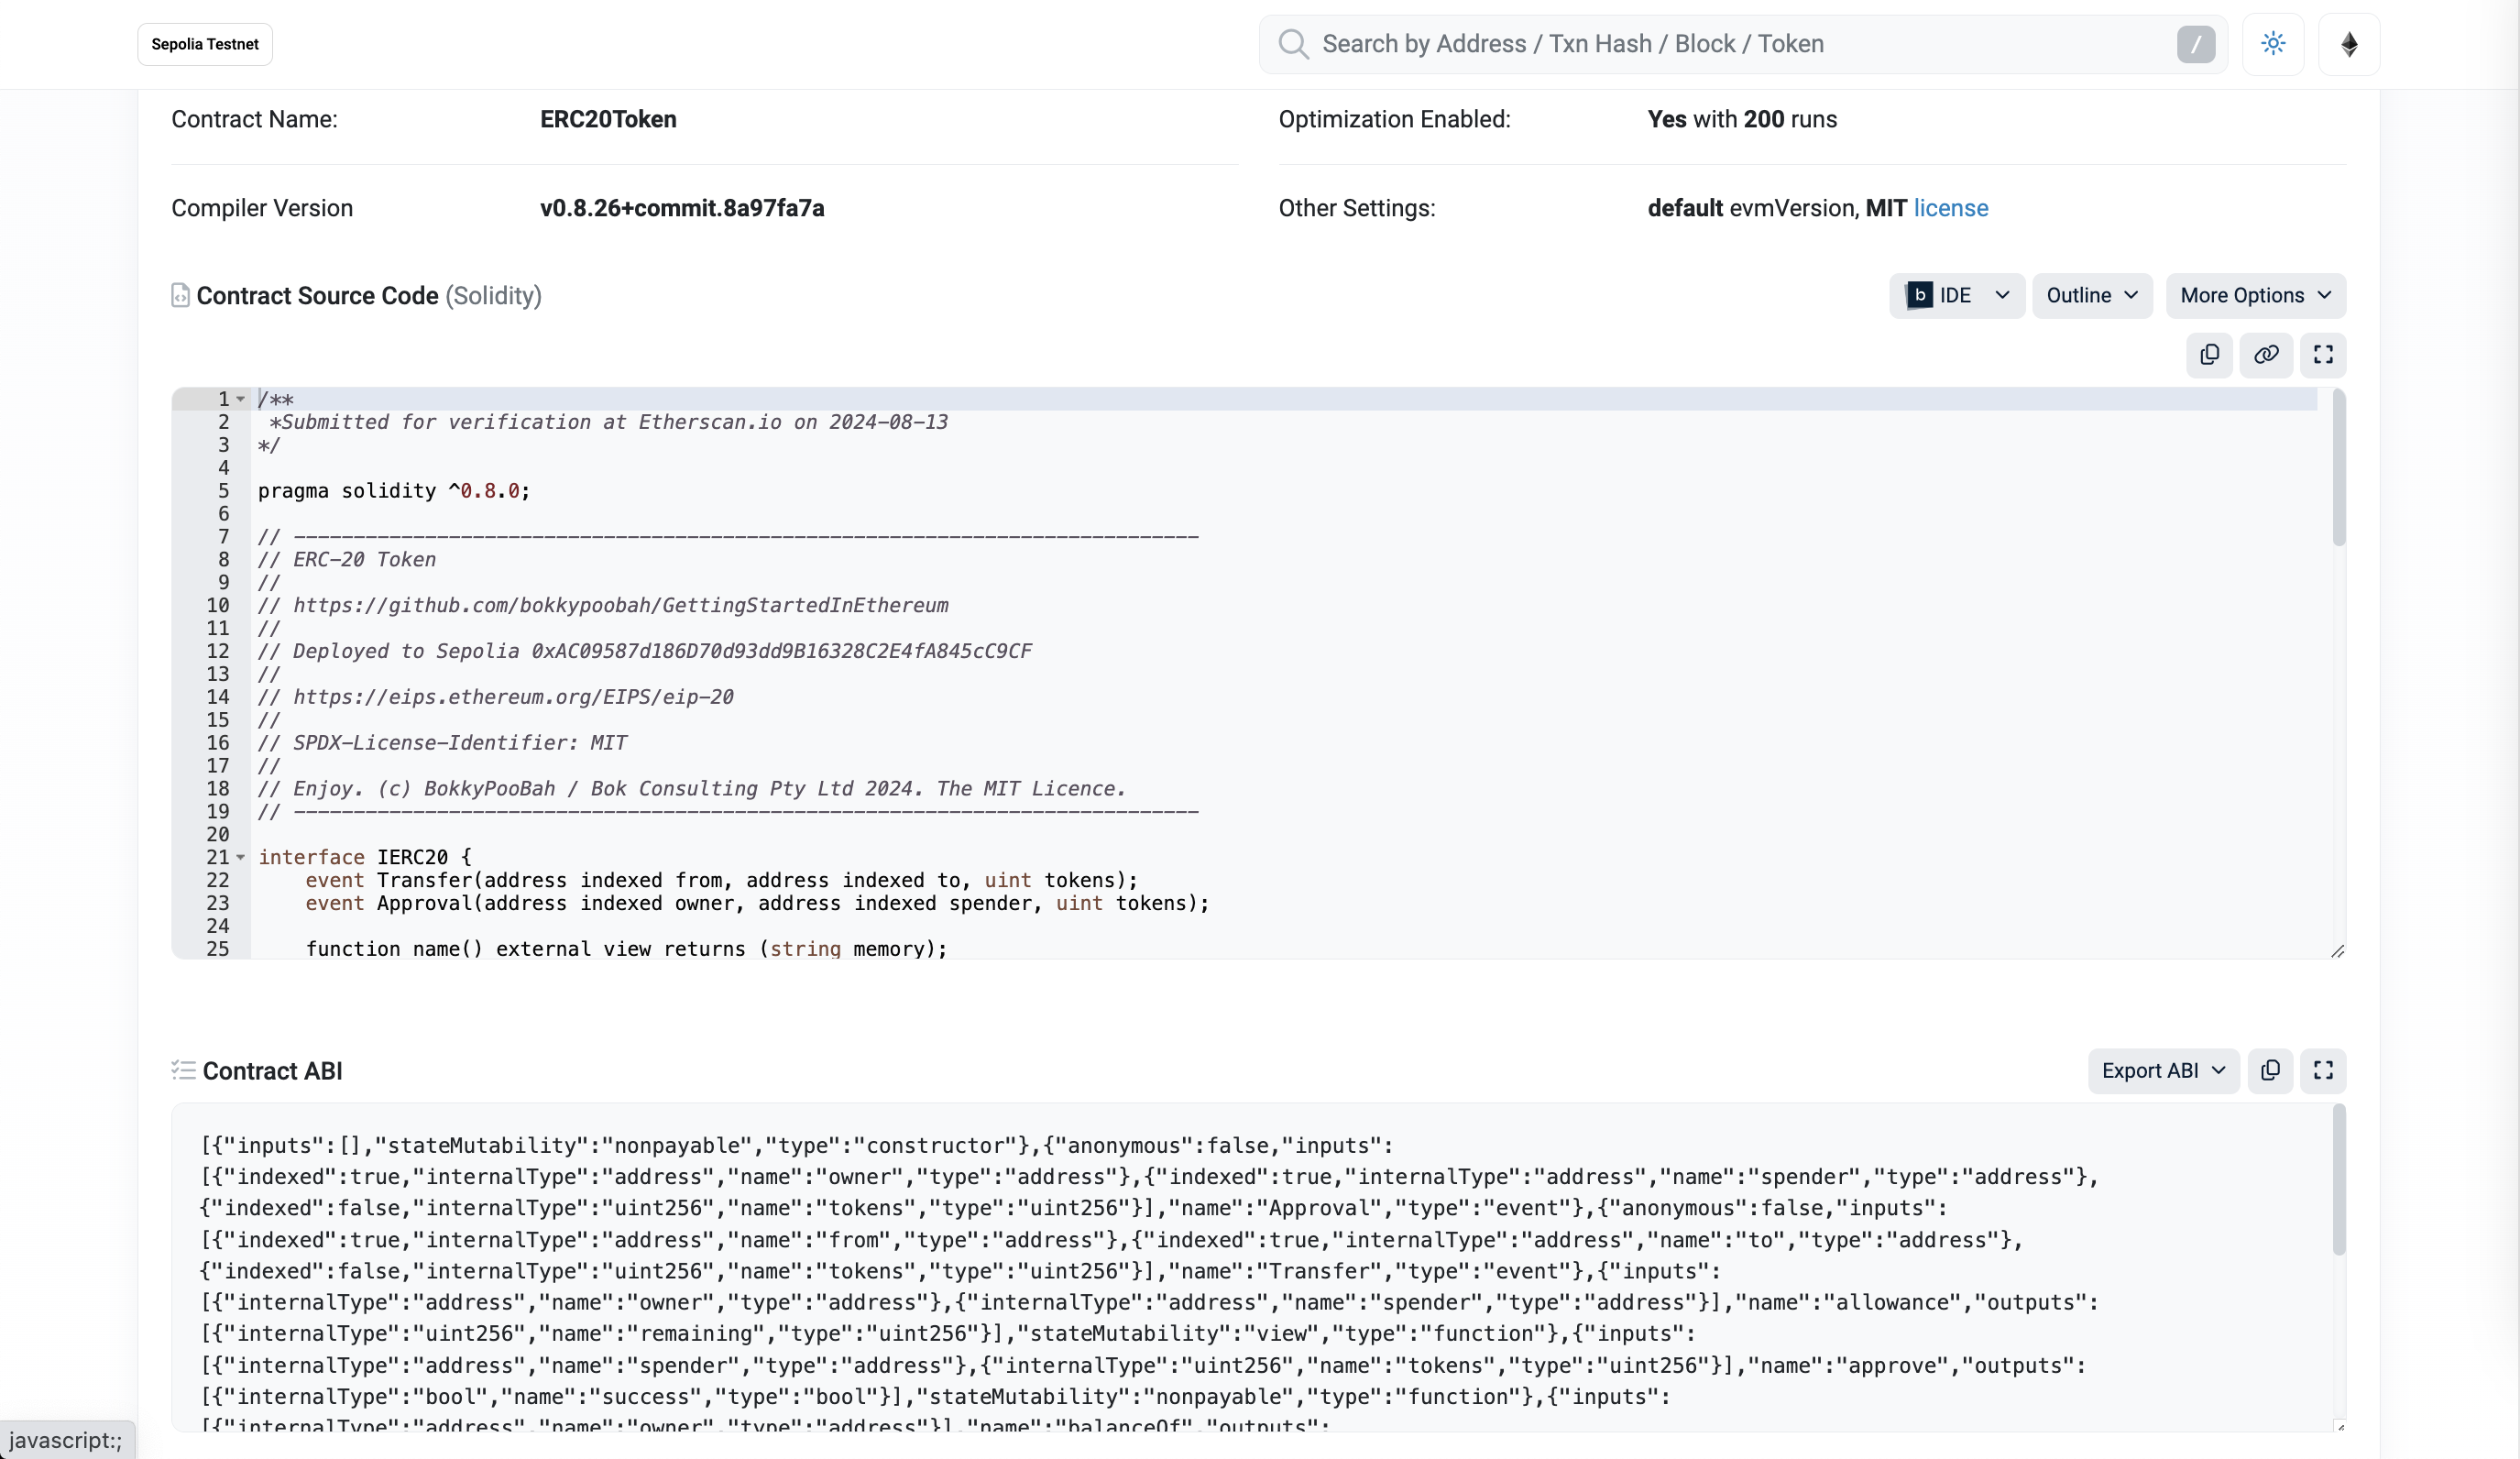 Sepolia Testnet
Search by Address / Txn Hash / Block / Token /
Contract Name: ERC20Token Optimization Enabled: Yes with 200 runs
Compiler Version v0.8.26+commit.8a97fa7a Other Settings: default evmVersion, MIT license
Contract Source Code (Solidity) b IDE Outline More Options
1 /**
2 *Submitted for verification at Etherscan.io on 2024-08-13
3 */
4
5 pragma solidity ^0.8.0;
6
7 // ----------------------------------------------------------------------------
8 // ERC-20 Token
9 //
10 // https://github.com/bokkypoobah/GettingStartedInEthereum
11 //
12 // Deployed to Sepolia 0xAC09587d186D70d93dd9B16328C2E4fA845cC9CF
13 //
14 // https://eips.ethereum.org/EIPS/eip-20
15 //
16 // SPDX-License-Identifier: MIT
17 //
18 // Enjoy. (c) BokkyPooBah / Bok Consulting Pty Ltd 2024. The MIT Licence.
19 // ----------------------------------------------------------------------------
20
21 interface IERC20 {
22 event Transfer(address indexed from, address indexed to, uint tokens);
23 event Approval(address indexed owner, address indexed spender, uint tokens);
24
25 function name() external view returns (string memory);
Contract ABI Export ABI
[{"inputs":[],"stateMutability":"nonpayable","type":"constructor"},{"anonymous":false,"inputs":
[{"indexed":true,"internalType":"address","name":"owner","type":"address"},{"indexed":true,"internalType":"address","name":"spender","type":"address"},
{"indexed":false,"internalType":"uint256","name":"tokens","type":"uint256"}],"name":"Approval","type":"event"},{"anonymous":false,"inputs":
[{"indexed":true,"internalType":"address","name":"from","type":"address"},{"indexed":true,"internalType":"address","name":"to","type":"address"},
{"indexed":false,"internalType":"uint256","name":"tokens","type":"uint256"}],"name":"Transfer","type":"event"},{"inputs":
[{"internalType":"address","name":"owner","type":"address"},{"internalType":"address","name":"spender","type":"address"}],"name":"allowance","outputs":
[{"internalType":"uint256","name":"remaining","type":"uint256"}],"stateMutability":"view","type":"function"},{"inputs":
[{"internalType":"address","name":"spender","type":"address"},{"internalType":"uint256","name":"tokens","type":"uint256"}],"name":"approve","outputs":
[{"internalType":"bool","name":"success","type":"bool"}],"stateMutability":"nonpayable","type":"function"},{"inputs":
[{"internalType":"address","name":"owner","type":"address"}],"name":"balanceOf","outputs":
javascript:;